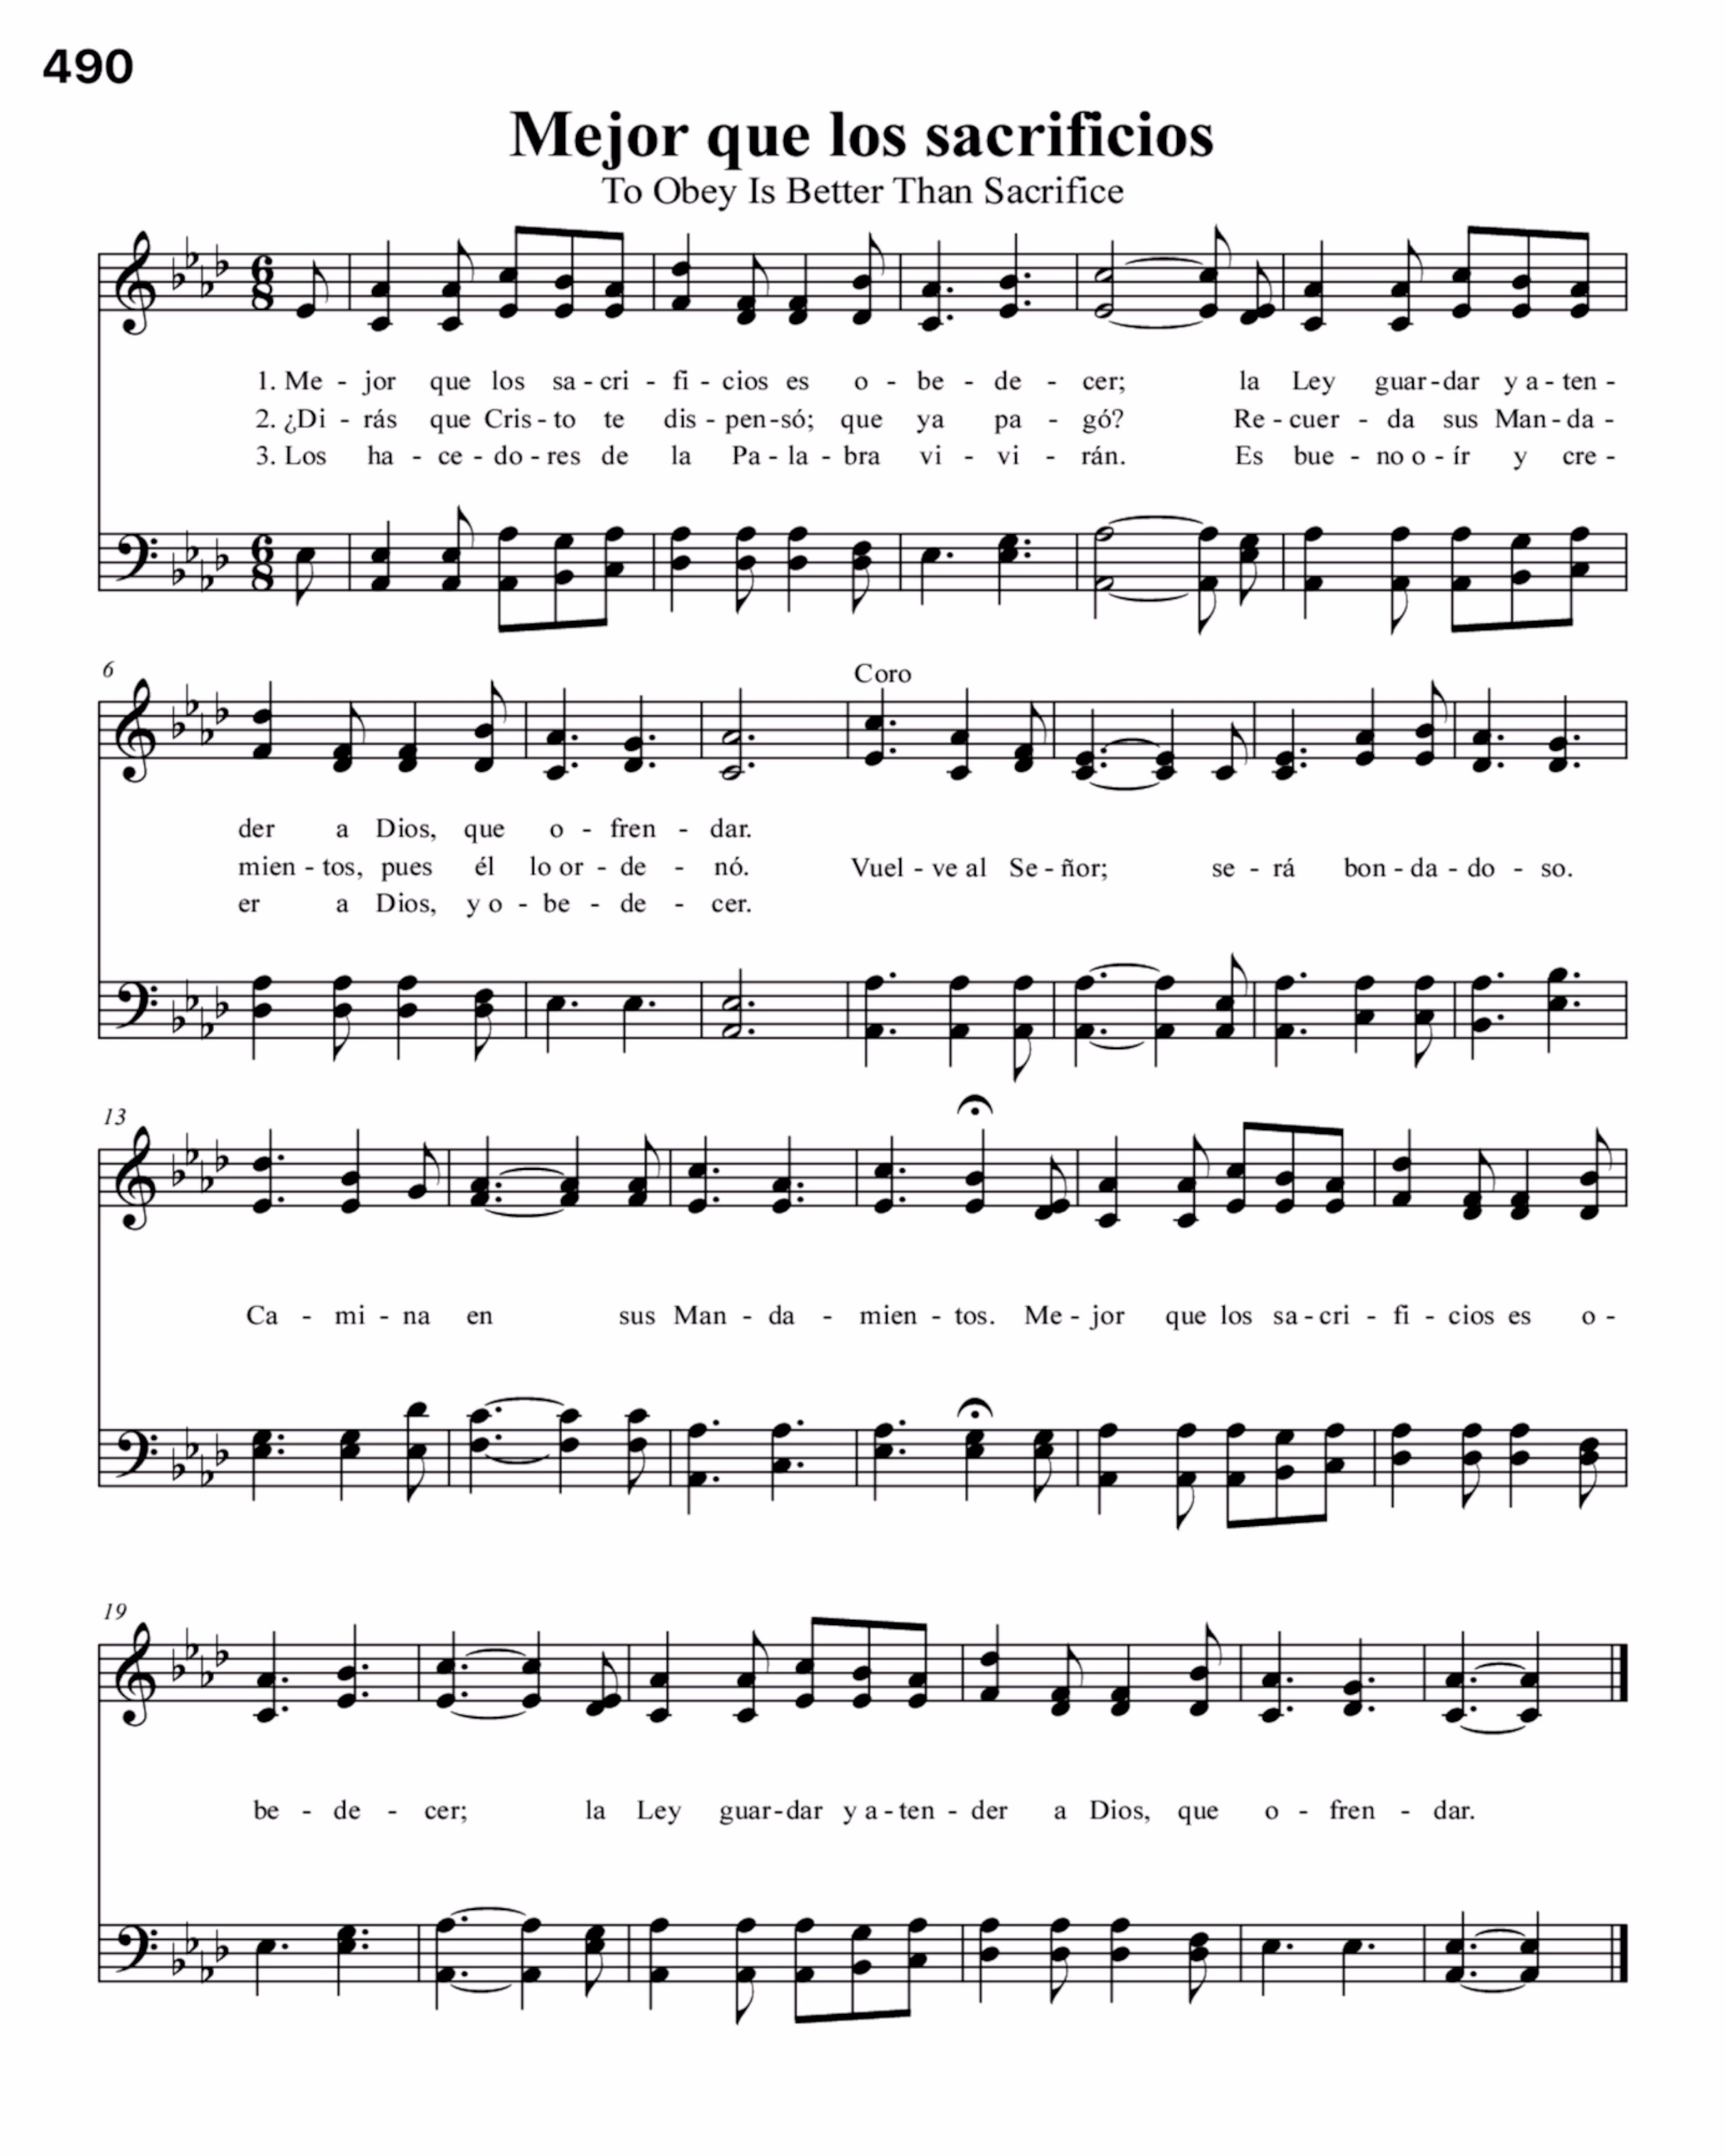 490
Mejor que los sacrificios
To Obey Is Better Than Sacrifice
6
8
1. Me - jor que los sa - cri - fi - cios es o - be - de - cer; la Ley guar - dar y a - ten -
2. ¿Di - rás que Cris - to te dis - pen - só; que ya pa - gó? Re - cuer - da sus Man - da -
3. Los ha - ce - do - res de la Pa - la - bra vi - vi - rán. Es bue - no o - ír y cre -
6
8
6
Coro
der a Dios, que o - fren - dar.
mien - tos, pues él lo or - de - nó. Vuel - ve al Se - ñor; se - rá bon - da - do - so.
er a Dios, y o - be - de - cer.
13
Ca - mi - na en sus Man - da - mien - tos. Me - jor que los sa - cri - fi - cios es o -
19
be - de - cer; la Ley guar - dar y a - ten - der a Dios, que o - fren - dar.